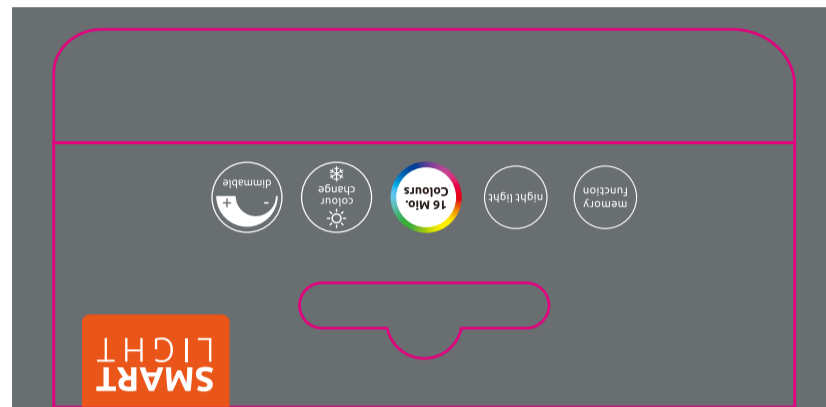 SMART
LIGHT
memory
function
night light
16 Mio.
Colours
colour
change
- +
dimmable